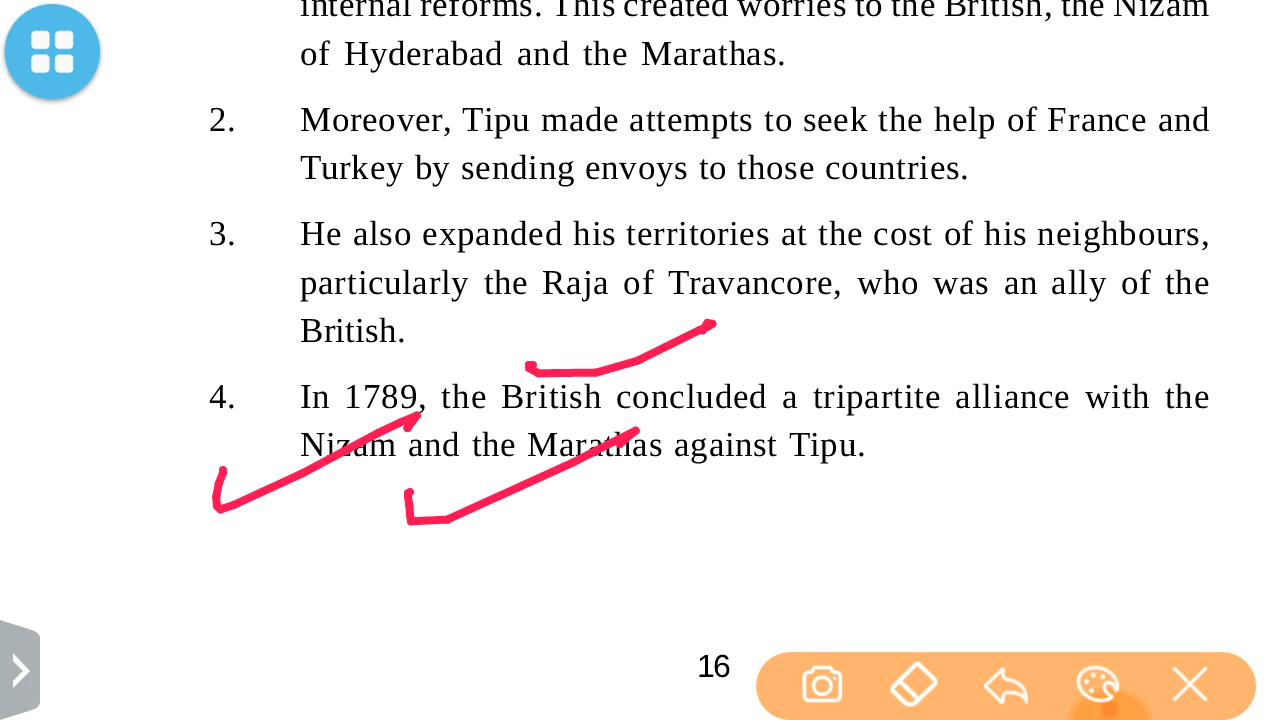 internal reforms. This created worries to the British, the Nizam
of Hyderabad and the Marathas.
2. Moreover, Tipu made attempts to seek the help of France and
Turkey by sending envoys to those countries.
3. He also expanded his territories at the cost of his neighbours,
particularly the Raja of Travancore, who was an ally of the
British.
4. In 1789, the British concluded a tripartite alliance with the
Nizam and the Marathas against Tipu.
16